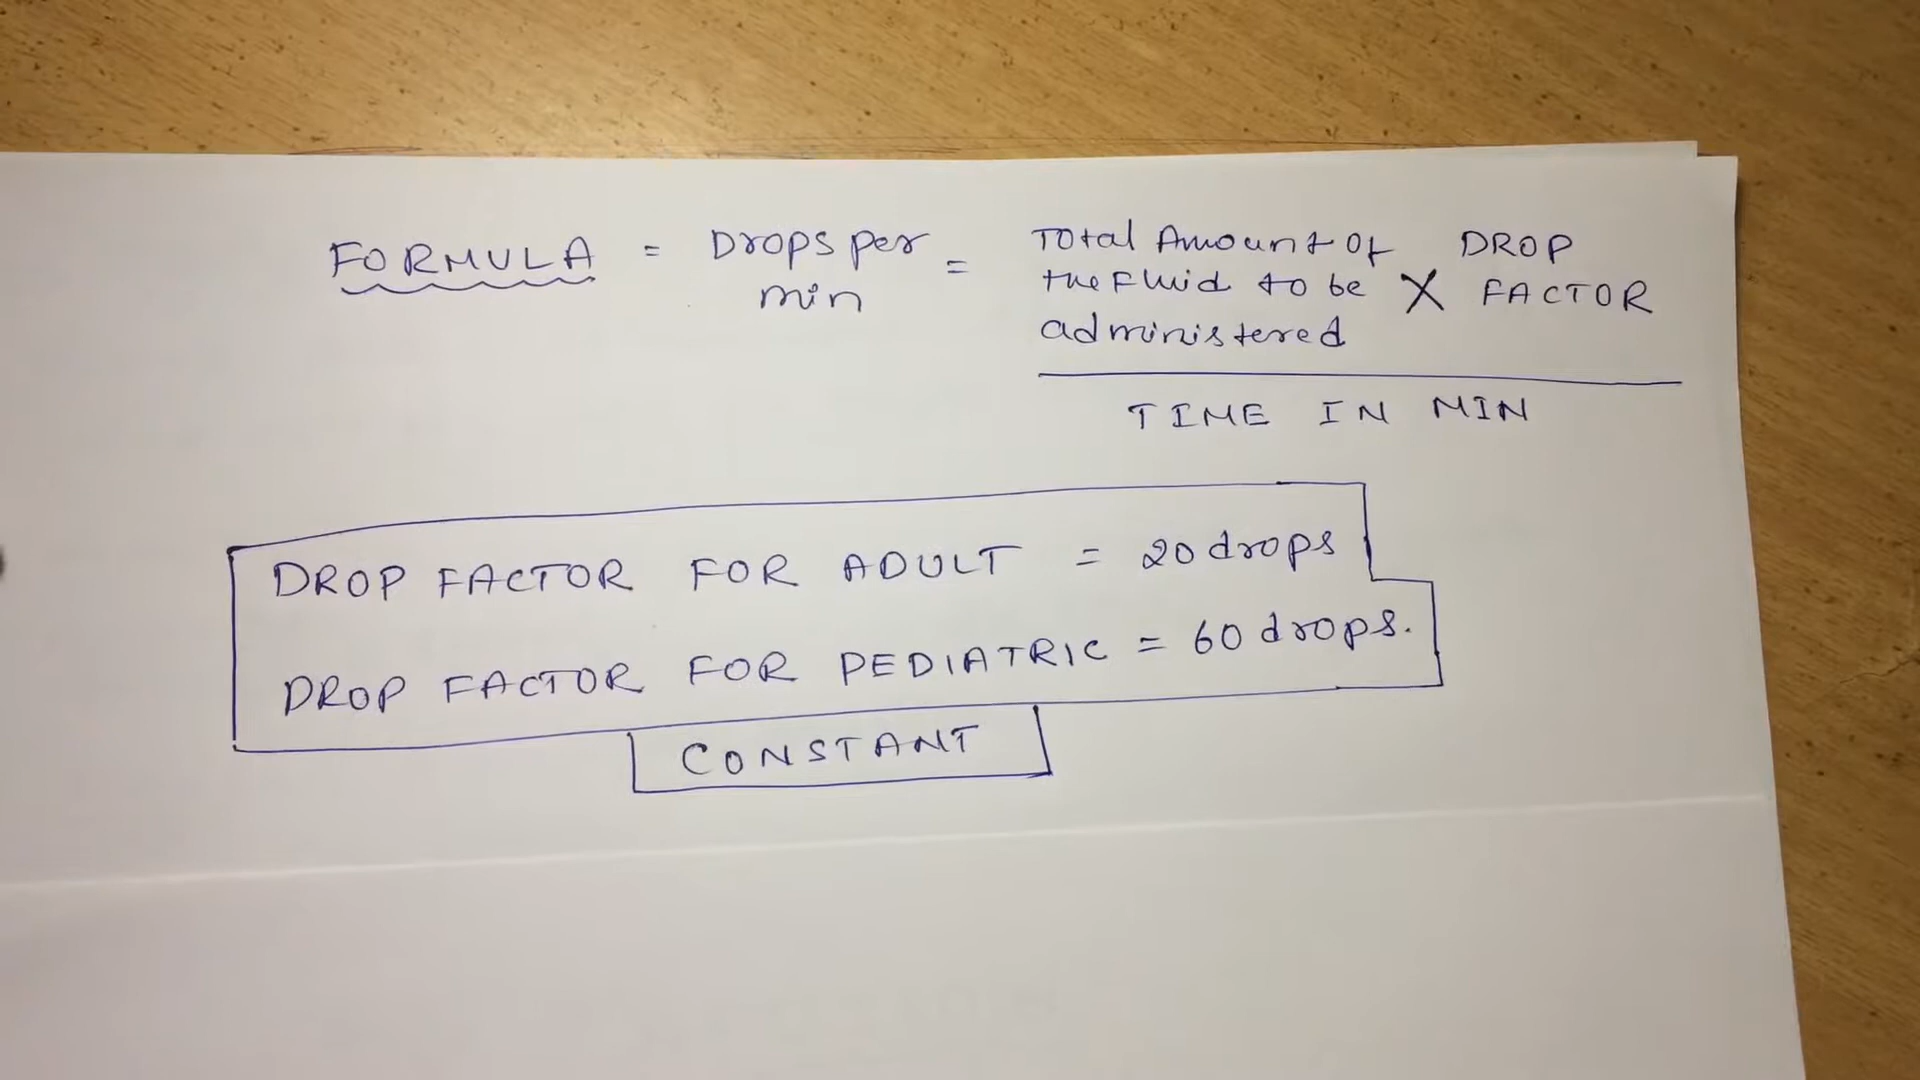 FORMULA = Drops per min = Total Amount of the Fluid to be administered X DROP FACTOR
TIME IN MIN
DROP FACTOR FOR ADULT = 20 drops
DROP FACTOR FOR PEDIATRIC = 60 drops.
CONSTANT